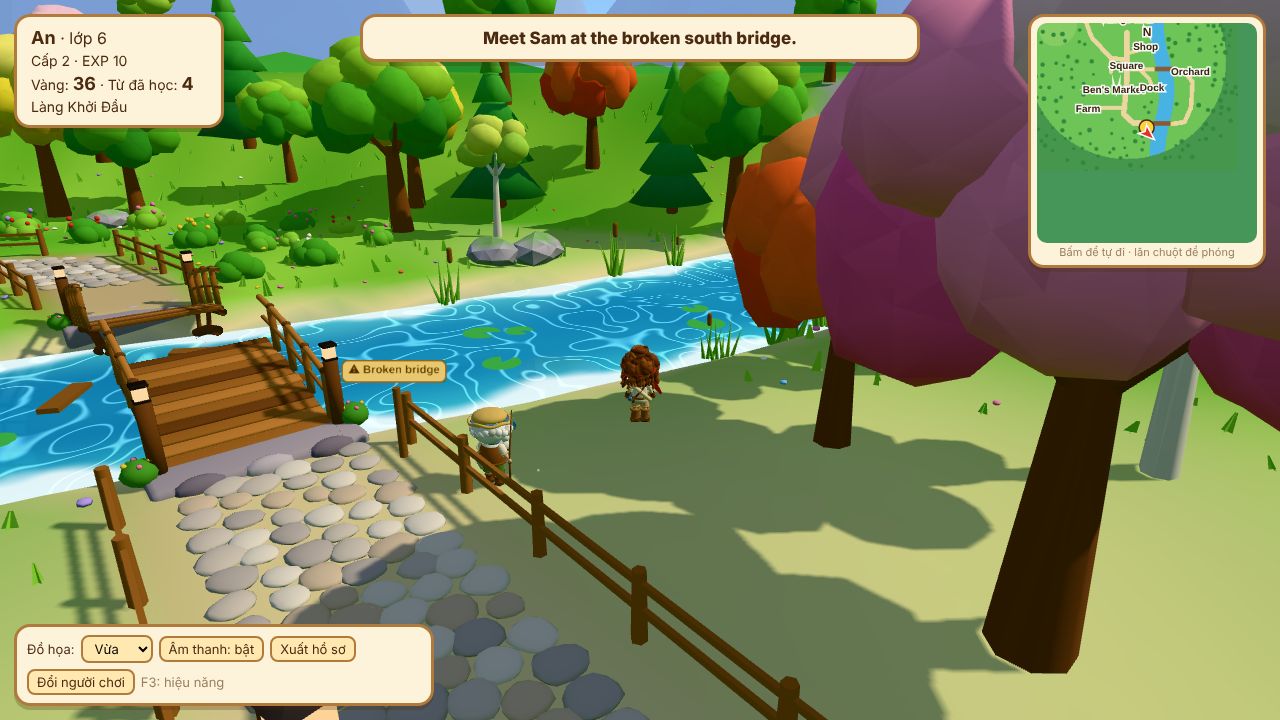 An · lớp 6
Cấp 2 · EXP 10
Vàng: 36 · Từ đã học: 4
Làng Khởi Đầu
Meet Sam at the broken south bridge.
N
Shop
Square
Orchard
Ben's Marke
Dock
Farm
Bấm để tự đi · lăn chuột để phóng
⚠ Broken bridge
Đồ họa: Vừa Âm thanh: bật Xuất hồ sơ
Đổi người chơi F3: hiệu năng